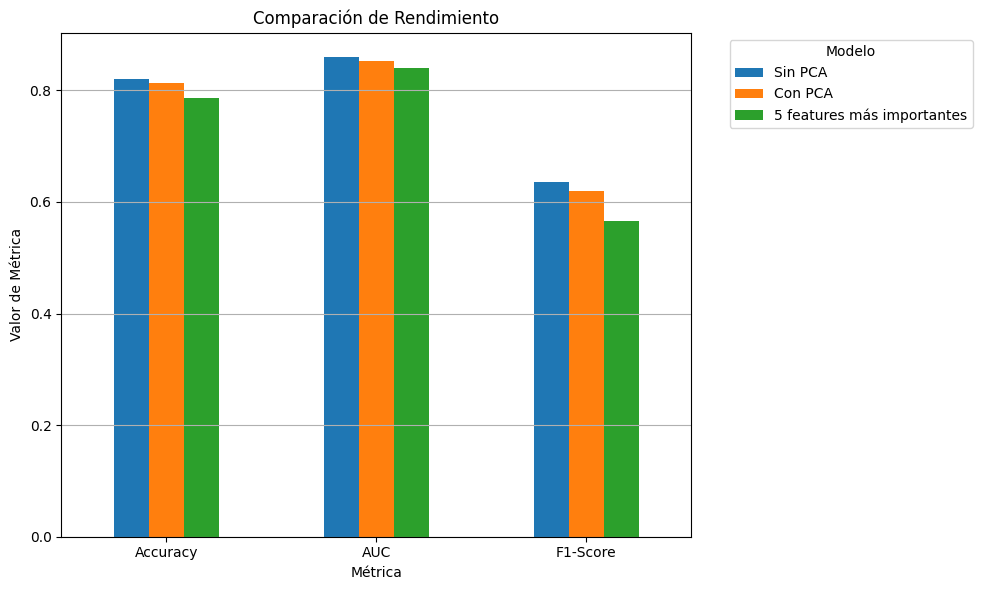 Comparación de Rendimiento
Modelo
Sin PCA
Con PCA
5 features más importantes
Valor de Métrica
0.8
0.6
0.4
0.2
0.0
Accuracy
AUC
F1-Score
Métrica